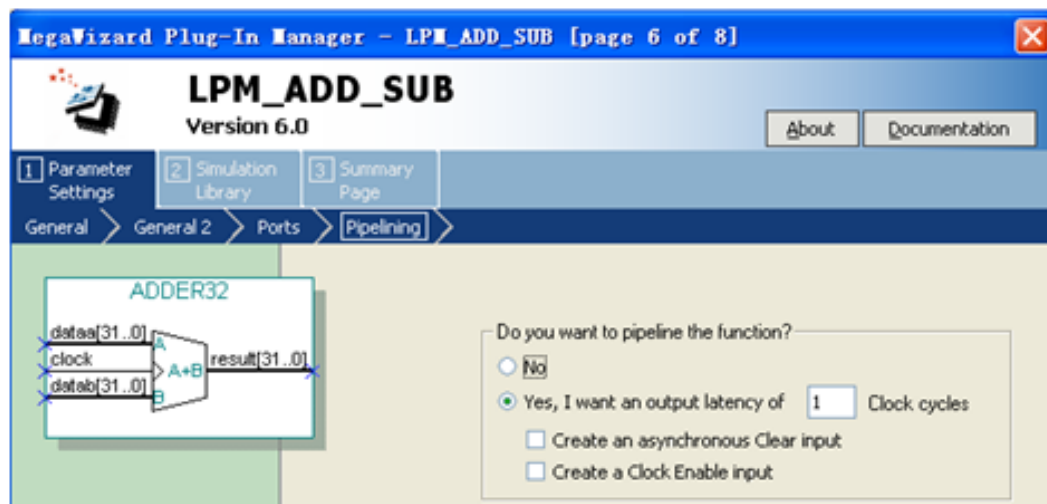 MegaWizard Plug-In Manager - LPM_ADD_SUB [page 6 of 8]
LPM_ADD_SUB
Version 6.0
About
Documentation
1 Parameter Settings
2 Simulation Library
3 Summary Page
General
General 2
Ports
Pipelining
ADDER32
dataa[31..0]
A
clock
A+B
result[31..0]
datab[31..0]
B
Do you want to pipeline the function?
No
Yes, I want an output latency of 1 Clock cycles
Create an asynchronous Clear input
Create a Clock Enable input